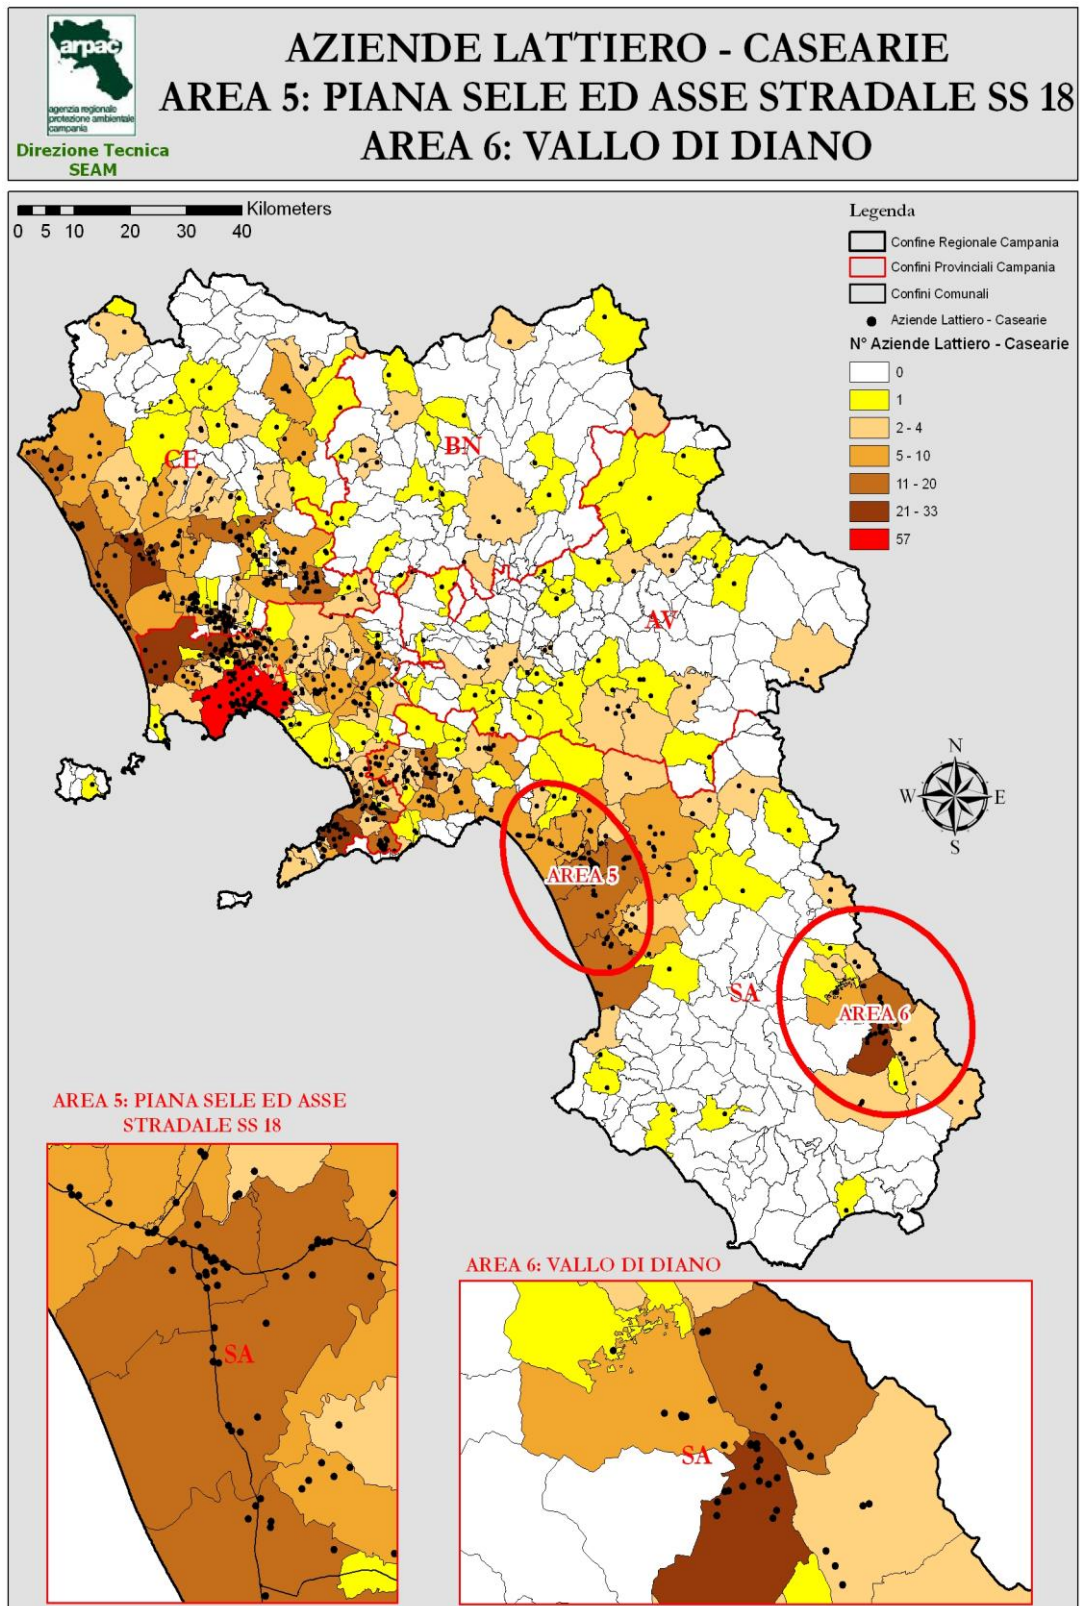 arpac
agenzia regionale
protezione ambientale
campania
Direzione Tecnica
SEAM
AZIENDE LATTIERO - CASEARIE
AREA 5: PIANA SELE ED ASSE STRADALE SS 18
AREA 6: VALLO DI DIANO
Kilometers
0 5 10 20 30 40
Legenda
Confine Regionale Campania
Confini Provinciali Campania
Confini Comunali
Aziende Lattiero - Casearie
N° Aziende Lattiero - Casearie
0
1
2 - 4
5 - 10
11 - 20
21 - 33
57
CE
BN
AV
N
W E
S
AREA 5
SA
AREA 6
AREA 5: PIANA SELE ED ASSE
STRADALE SS 18
SA
AREA 6: VALLO DI DIANO
SA